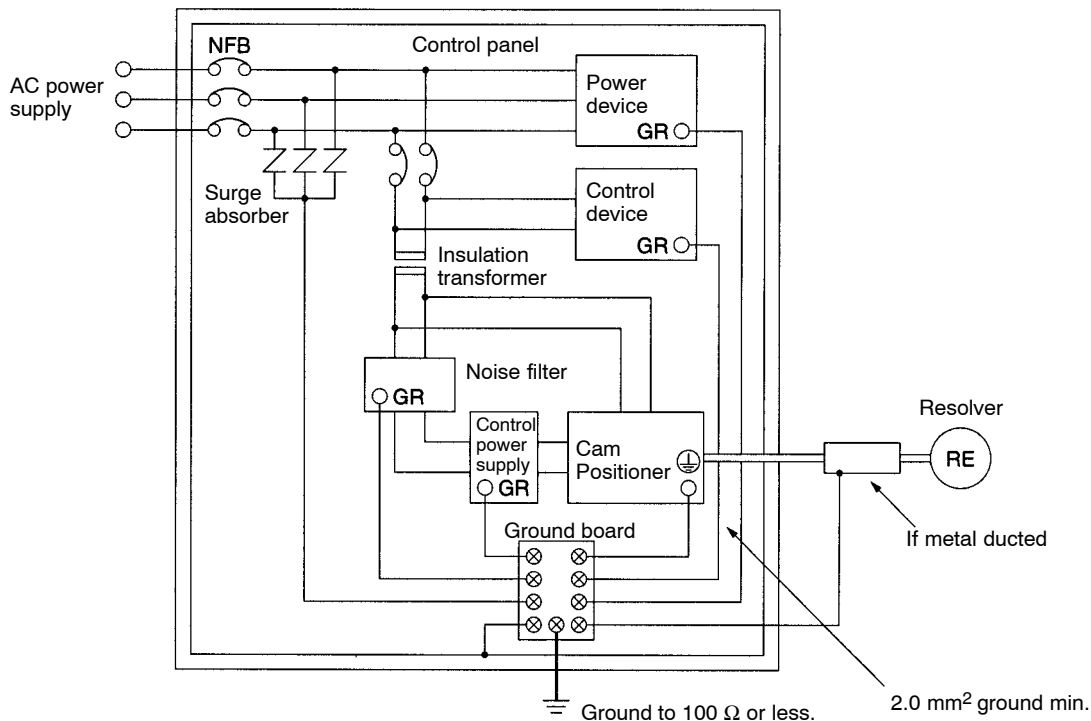 NFB
Control panel
AC power
supply
Power
device
GR
Surge
absorber
Control
device
GR
Insulation
transformer
Noise filter
GR
Control
power
supply
GR
Cam
Positioner
Resolver
RE
If metal ducted
Ground board
2.0 mm² ground min.
Ground to 100 Ω or less.